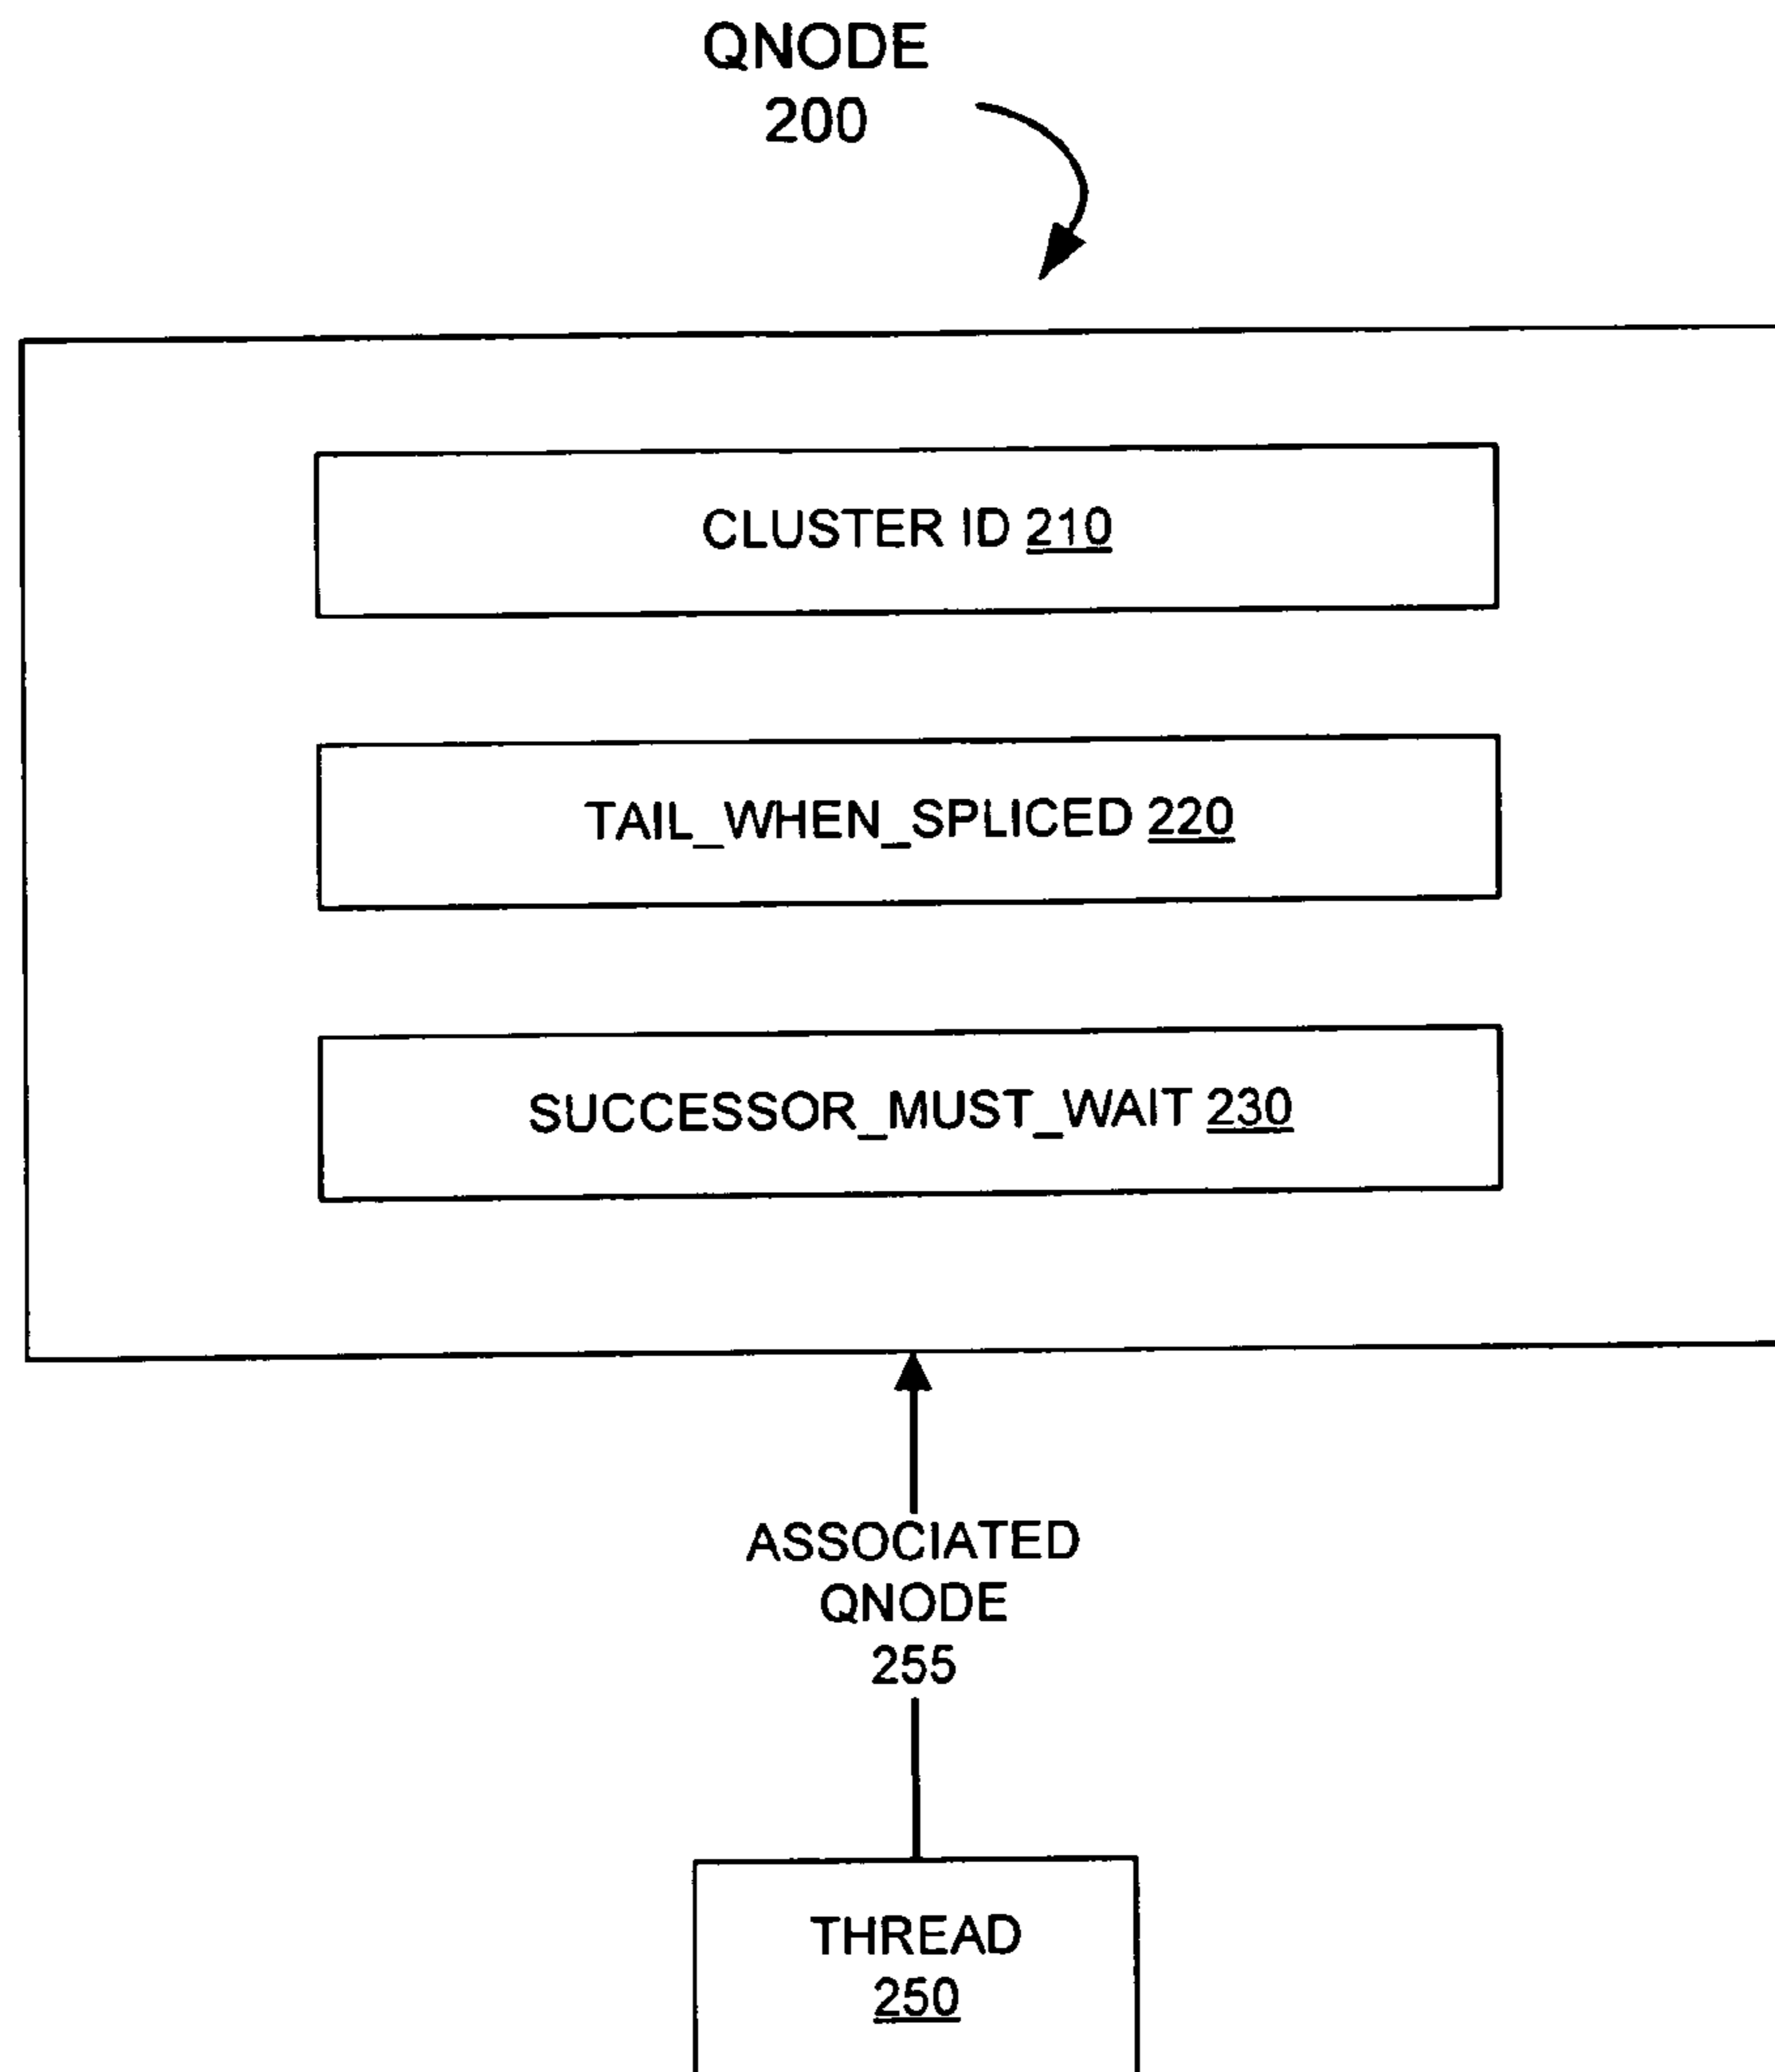 QNODE
200
CLUSTER ID 210
TAIL_WHEN_SPLICED 220
SUCCESSOR_MUST_WAIT 230
ASSOCIATED
QNODE
255
THREAD
250